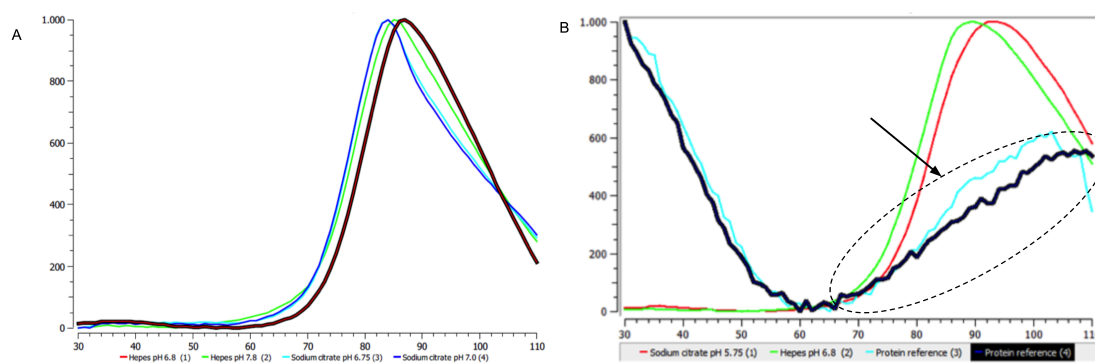 A
1.000
800
600
400
200
0
30 40 50 60 70 80 90 100 110
Hepes pH 6.8 (1) Hepes pH 7.8 (2) Sodium citrate pH 6.75 (3) Sodium citrate pH 7.0 (4)
B
1.000
800
600
400
200
0
30 40 50 60 70 80 90 100 110
Sodium citrate pH 5.75 (1) Hepes pH 6.8 (2) Protein reference (3) Protein reference (4)